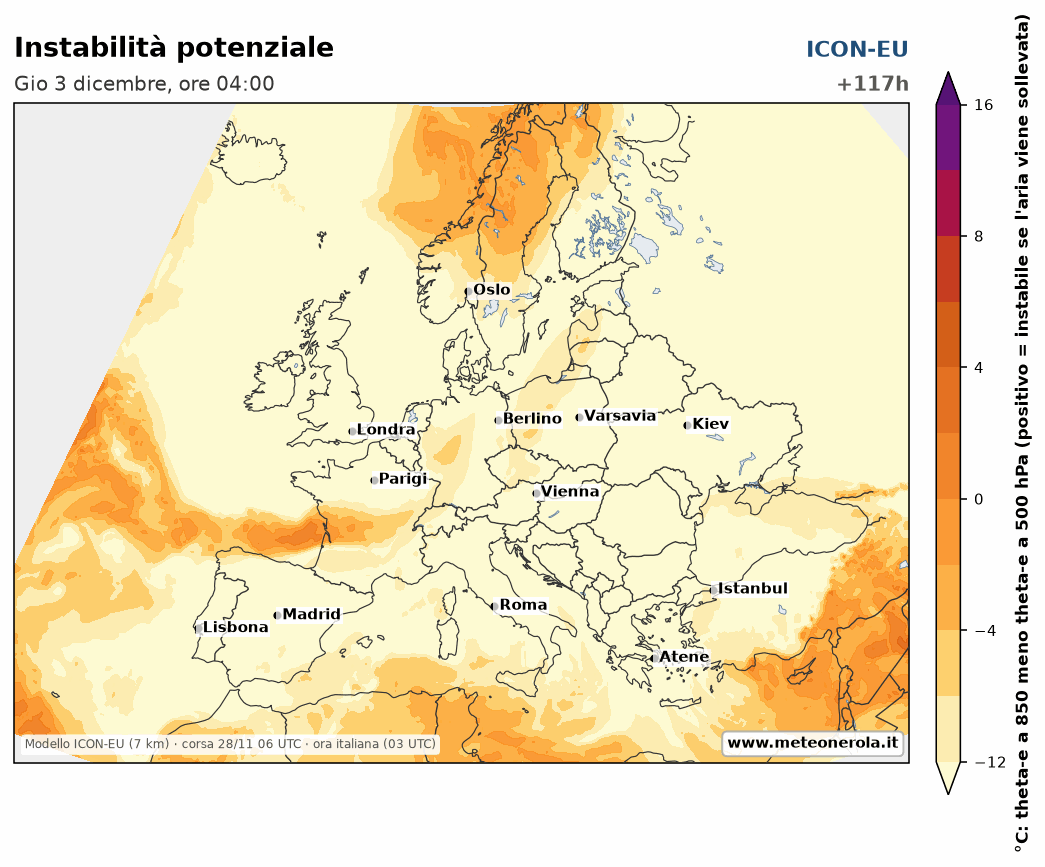 Instabilità potenziale
ICON-EU
Gio 3 dicembre, ore 04:00
+117h
Oslo
Londra
Berlino
Varsavia
Kiev
Parigi
Vienna
Istanbul
Roma
Madrid
Lisbona
Atene
Modello ICON-EU (7 km) · corsa 28/11 06 UTC · ora italiana (03 UTC)
www.meteonerola.it
16
8
4
0
−4
−12
°C: theta-e a 850 meno theta-e a 500 hPa (positivo = instabile se l'aria viene sollevata)